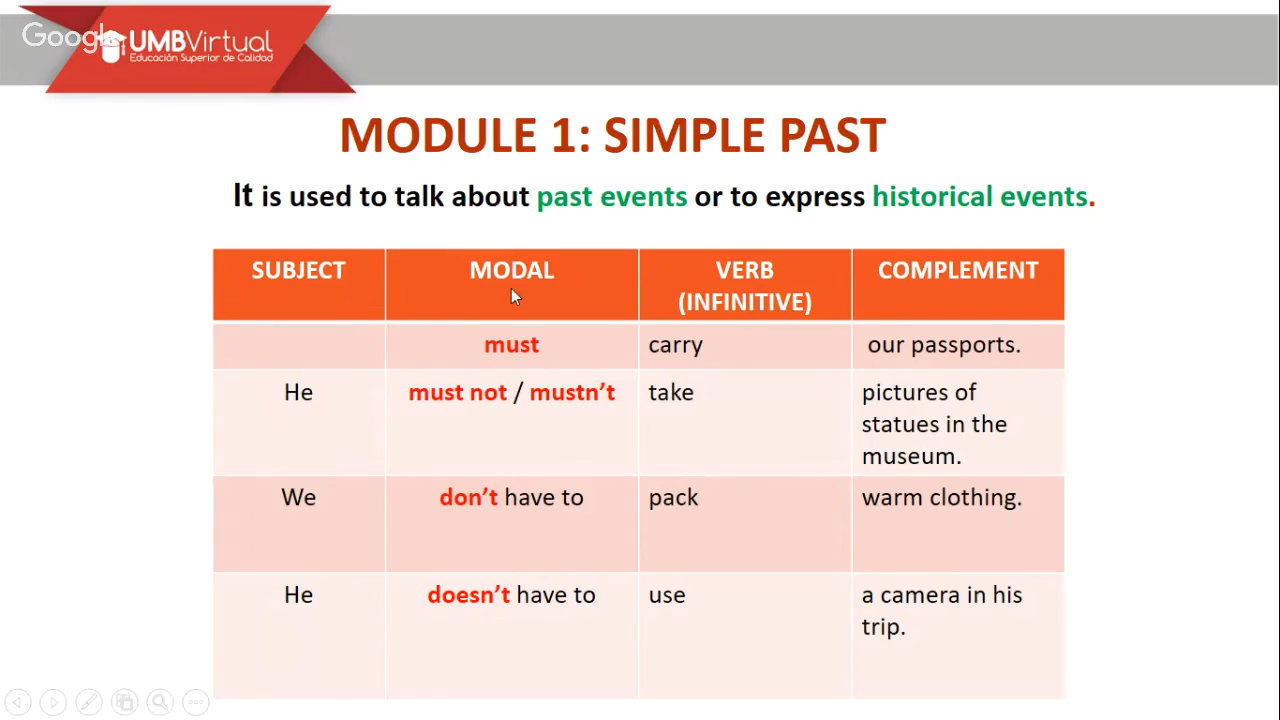 Google
UMBVirtual
Educación Superior de Calidad
MODULE 1: SIMPLE PAST
It is used to talk about past events or to express historical events.
SUBJECT MODAL VERB COMPLEMENT
(INFINITIVE)
must carry our passports.
He must not / mustn’t take pictures of
statues in the
museum.
We don’t have to pack warm clothing.
He doesn’t have to use a camera in his
trip.